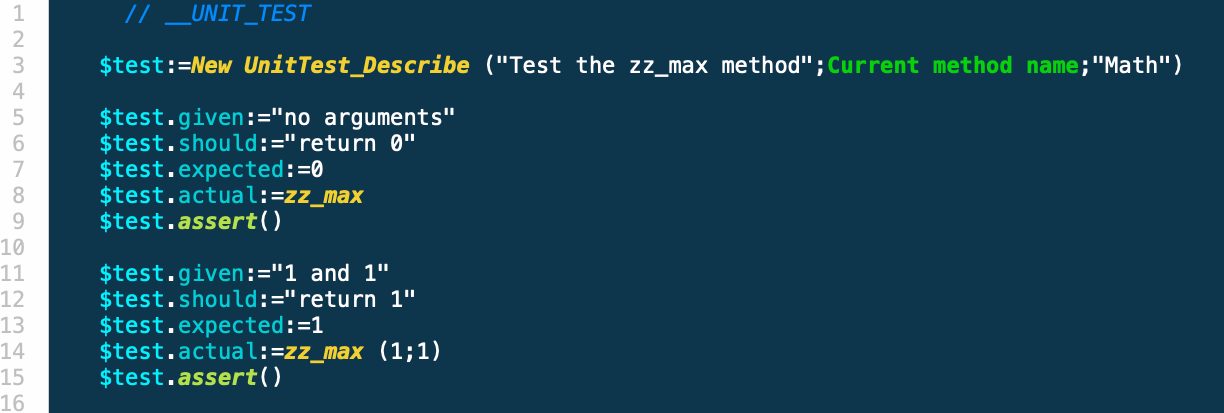 1 // __UNIT_TEST
2
3 $test:=New UnitTest_Describe ("Test the zz_max method";Current method name;"Math")
4
5 $test.given:="no arguments"
6 $test.should:="return 0"
7 $test.expected:=0
8 $test.actual:=zz_max
9 $test.assert()
10
11 $test.given:="1 and 1"
12 $test.should:="return 1"
13 $test.expected:=1
14 $test.actual:=zz_max (1;1)
15 $test.assert()
16